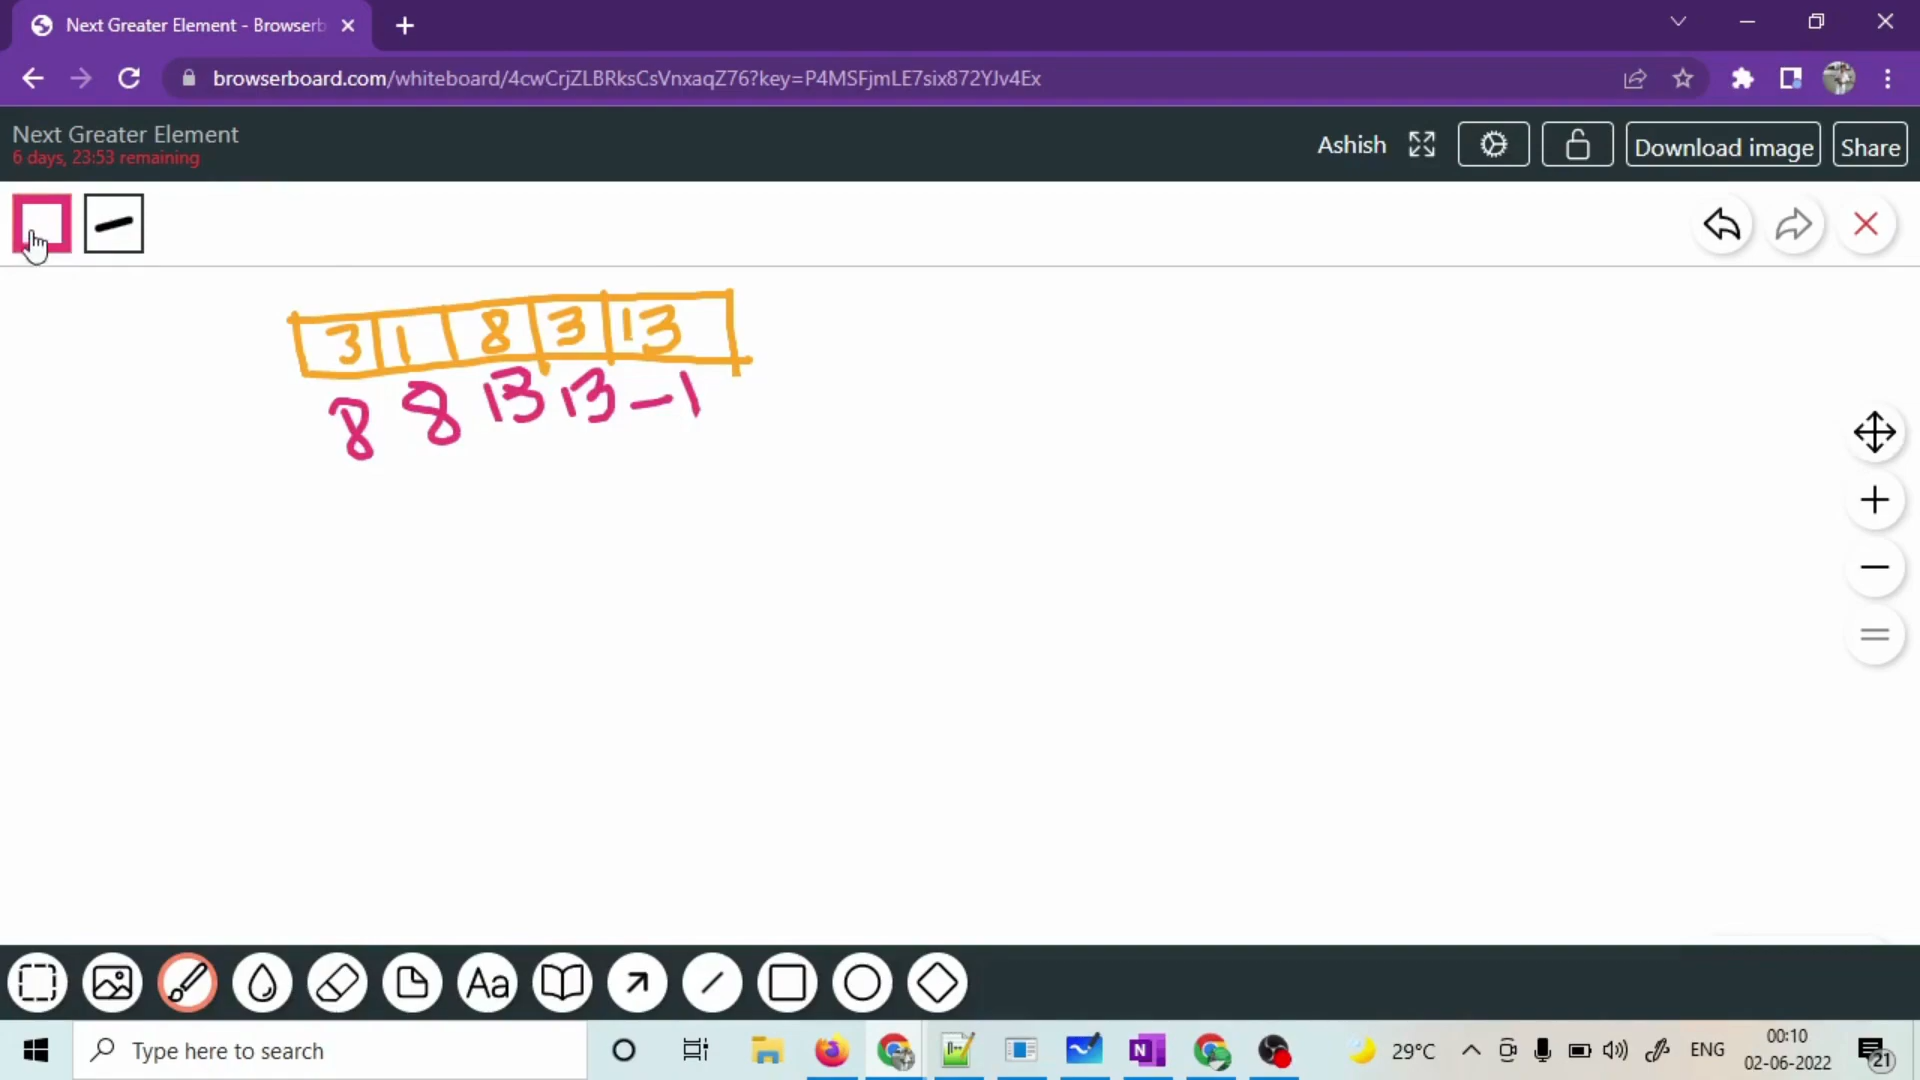 Next Greater Element - Browserb
browserboard.com/whiteboard/4cwCrjZLBRksCsVnxaqZ76?key=P4MSFjmLE7six872YJv4Ex
Next Greater Element
6 days, 23:53 remaining
Ashish
Download image
Share
3 1 8 3 13
8 8 13 13 -1
Aa
Type here to search
N
29°C
ENG
00:10
02-06-2022
21